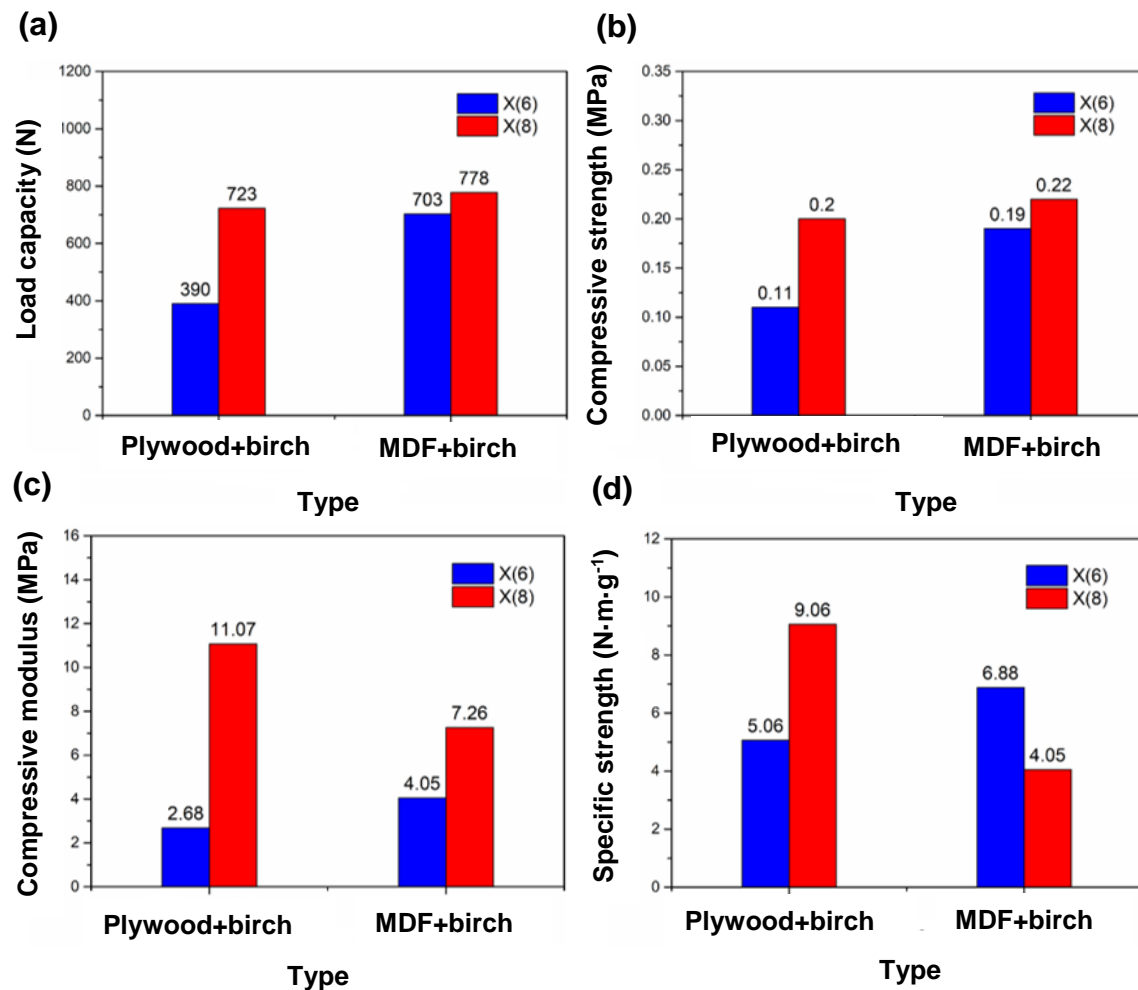 (a)
1200
1000
800
600
400
200
0
Load capacity (N)
X(6)
X(8)
390
723
703
778
Plywood+birch
MDF+birch
Type
(b)
0.35
0.30
0.25
0.20
0.15
0.10
0.05
0.00
Compressive strength (MPa)
X(6)
X(8)
0.11
0.2
0.19
0.22
Plywood+birch
MDF+birch
Type
(c)
16
14
12
10
8
6
4
2
0
Compressive modulus (MPa)
X(6)
X(8)
2.68
11.07
4.05
7.26
Plywood+birch
MDF+birch
Type
(d)
12
10
8
6
4
2
0
Specific strength (N·m·g⁻¹)
X(6)
X(8)
5.06
9.06
6.88
4.05
Plywood+birch
MDF+birch
Type